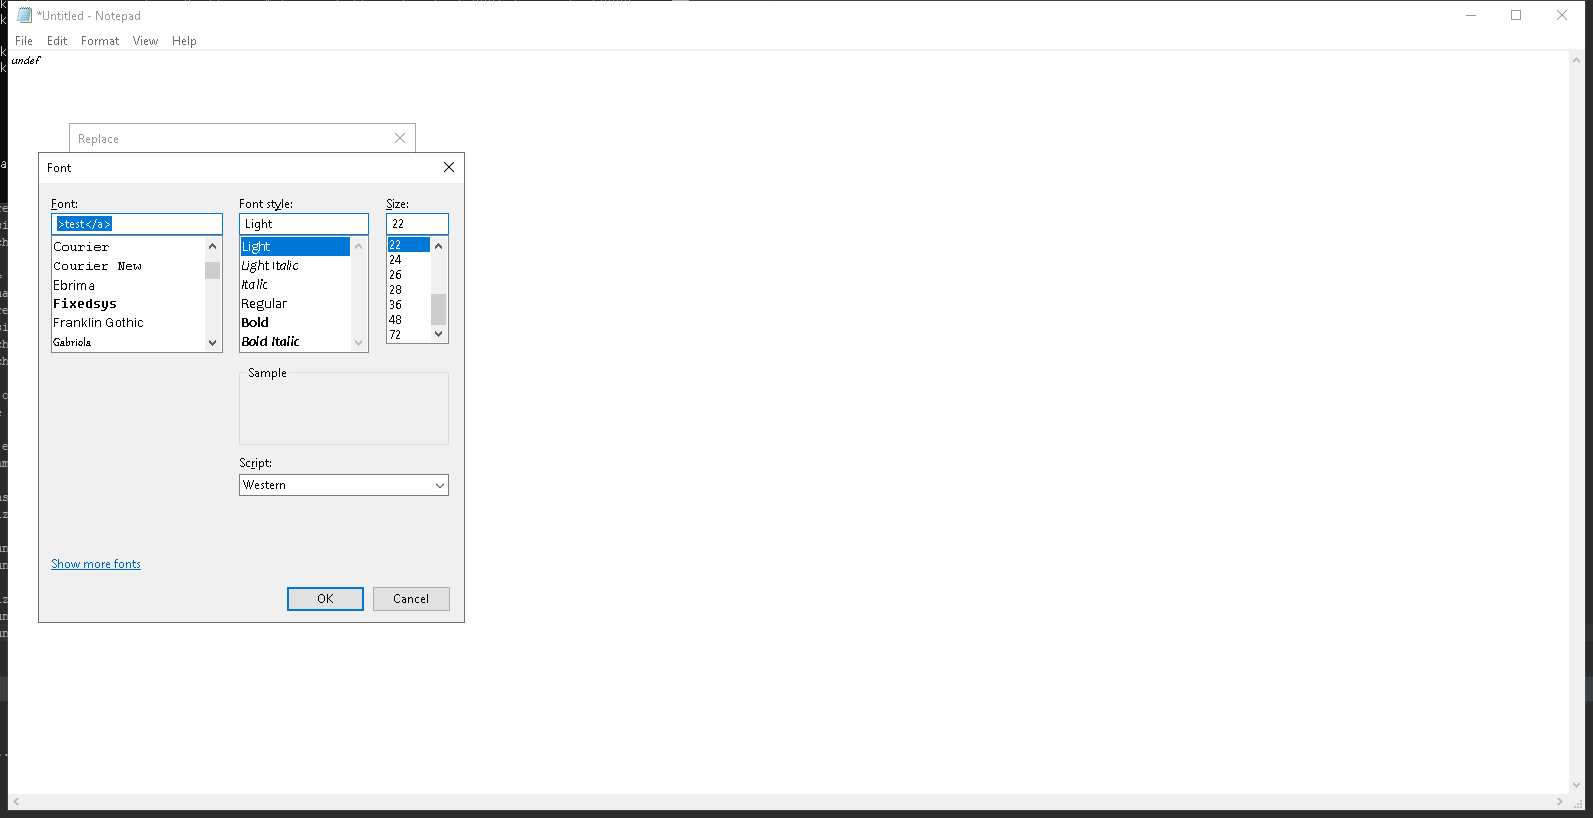 *Untitled - Notepad
File Edit Format View Help
undef
Replace
Font
Font: Font style: Size:
>test</a> Light 22
Courier Light 22
Courier New Light Italic 24
Ebrima Italic 26
Fixedsys Regular 28
Franklin Gothic Bold 36
Gabriola Bold Italic 48
72
Sample
Script:
Western
Show more fonts
OK Cancel